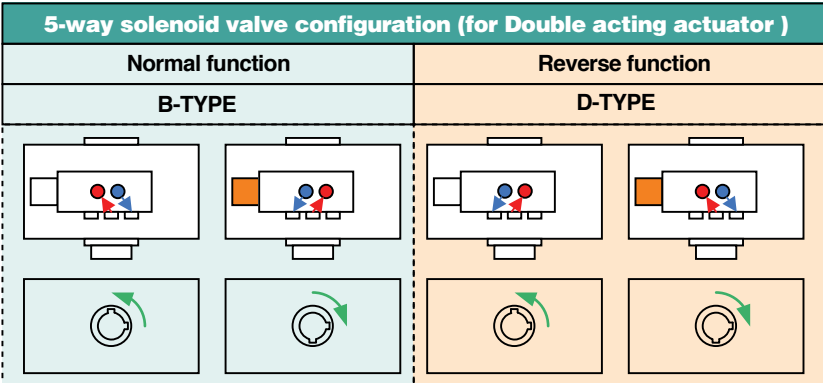 5-way solenoid valve configuration (for Double acting actuator )
Normal function
Reverse function
B-TYPE
D-TYPE